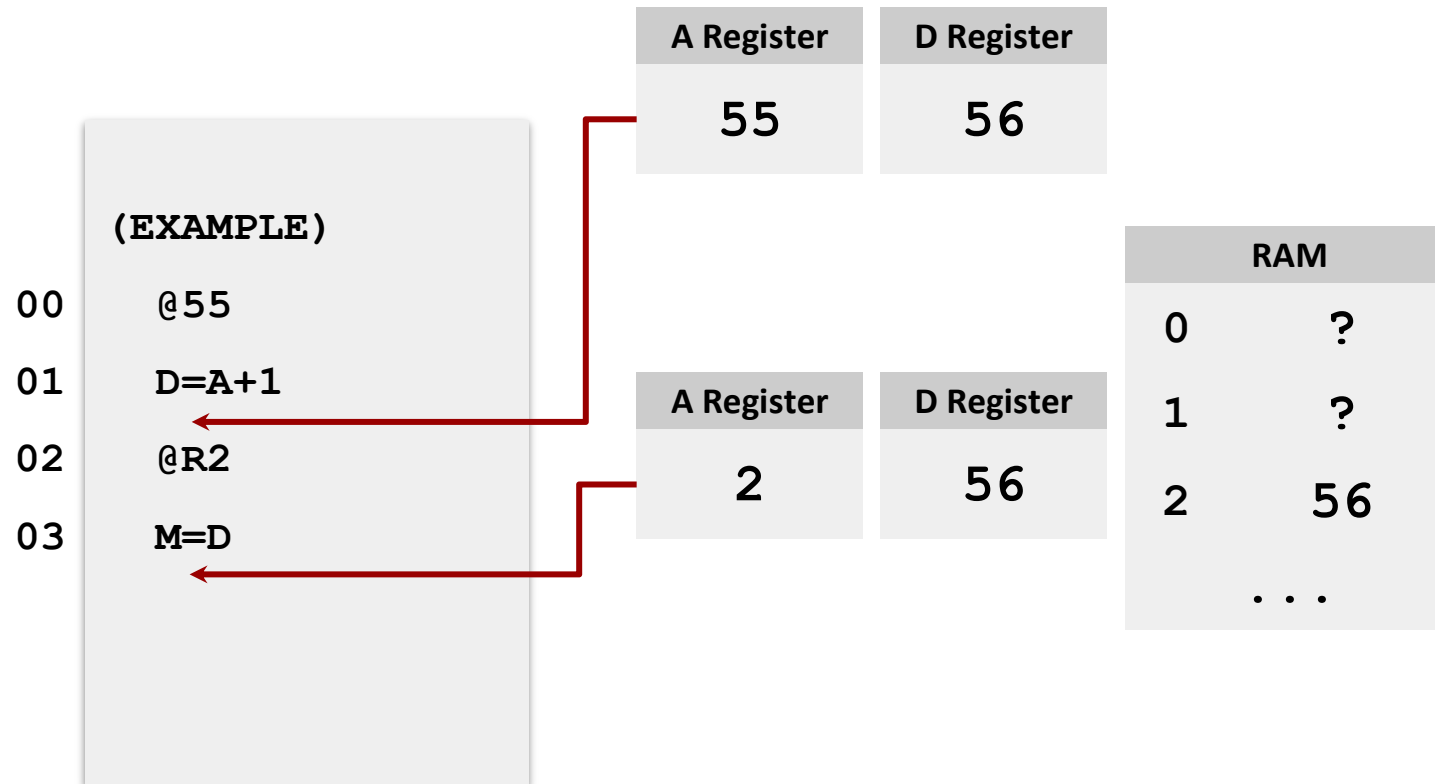 A Register D Register
55 56
(EXAMPLE)
00 @55
01 D=A+1
02 @R2
03 M=D
A Register D Register
2 56
RAM
0 ?
1 ?
2 56
...